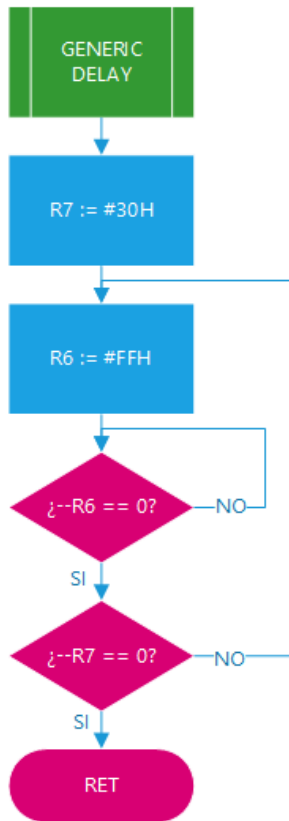 GENERIC
DELAY
R7 := #30H
R6 := #FFH
¿--R6 == 0?
NO
SI
¿--R7 == 0?
NO
SI
RET